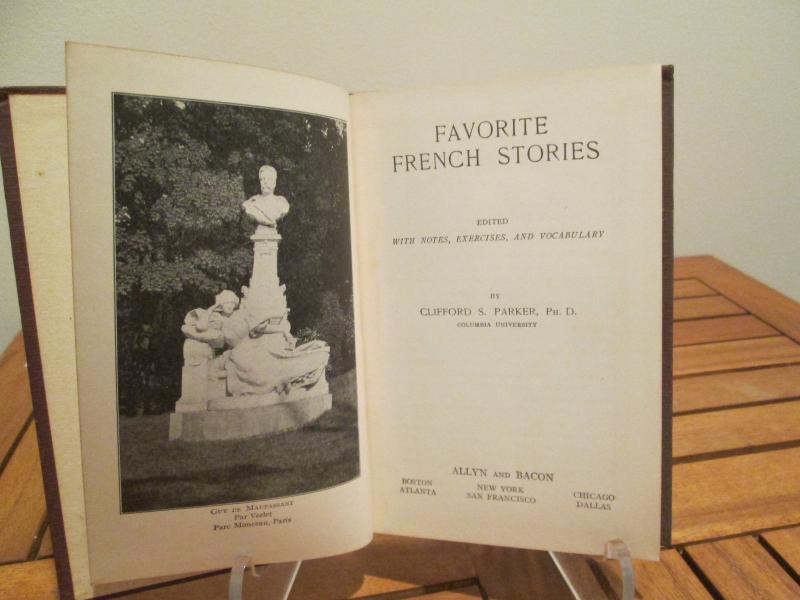 GUY DE MAUPASSANT
Par Verlet
Parc Monceau, Paris
FAVORITE
FRENCH STORIES
EDITED
WITH NOTES, EXERCISES, AND VOCABULARY
BY
CLIFFORD S. PARKER, PH. D.
COLUMBIA UNIVERSITY
ALLYN AND BACON
BOSTON NEW YORK CHICAGO
ATLANTA SAN FRANCISCO DALLAS